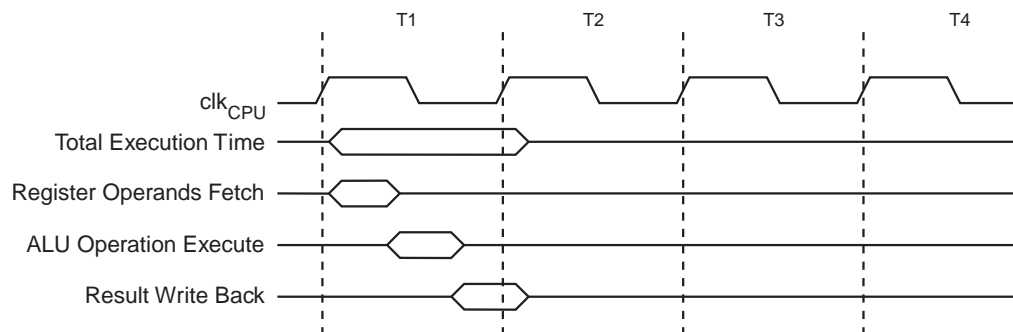 T1 T2 T3 T4
clkCPU
Total Execution Time
Register Operands Fetch
ALU Operation Execute
Result Write Back